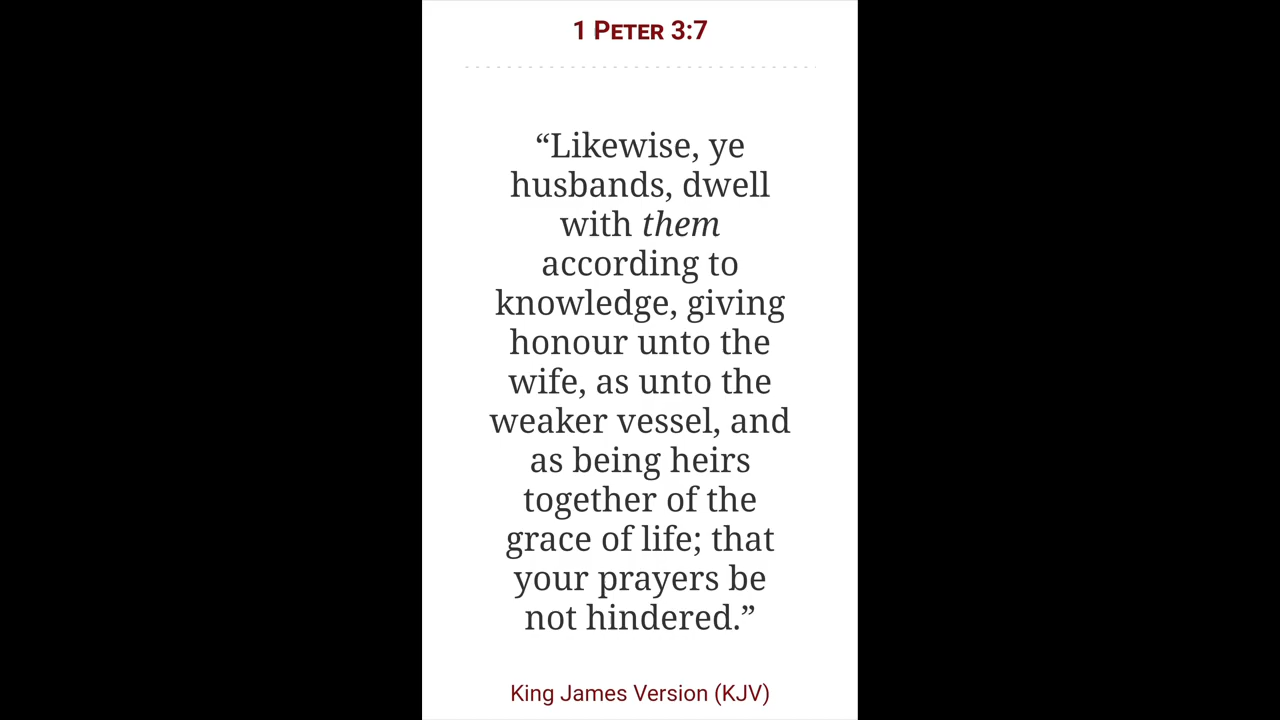 1 Peter 3:7
“Likewise, ye
husbands, dwell
with them
according to
knowledge, giving
honour unto the
wife, as unto the
weaker vessel, and
as being heirs
together of the
grace of life; that
your prayers be
not hindered.”
King James Version (KJV)